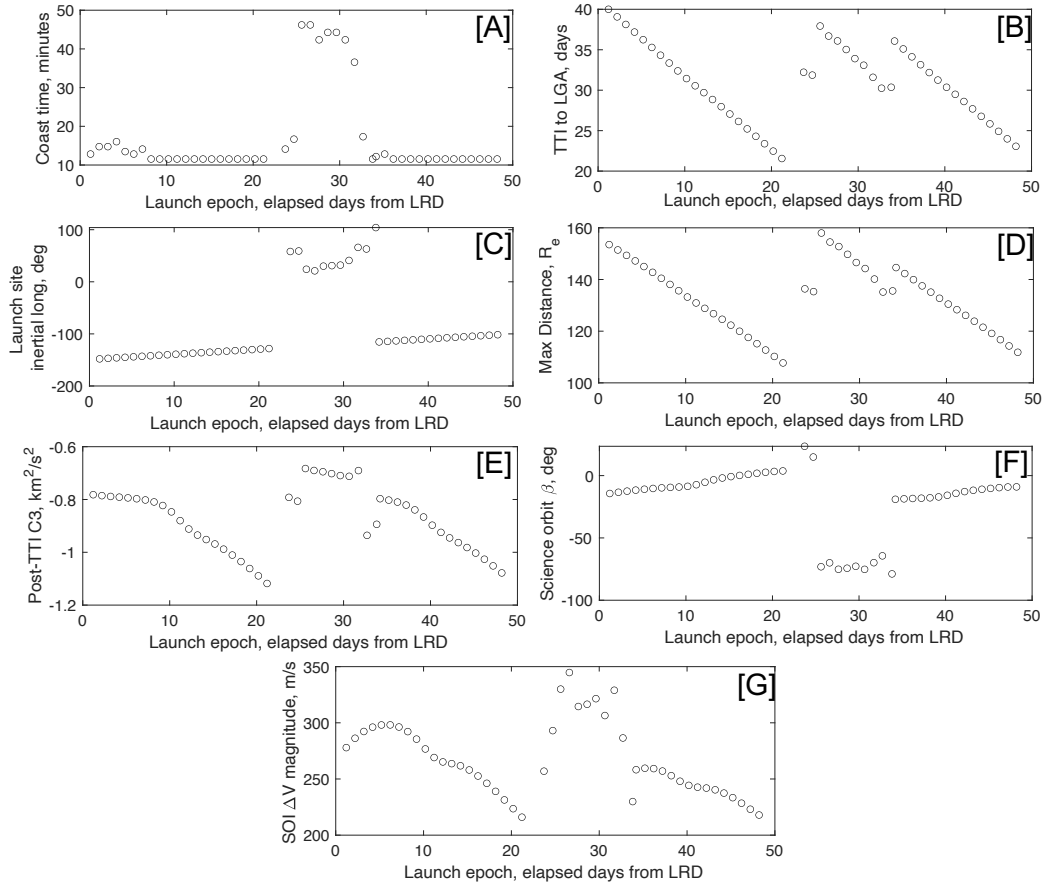 [A]
50
40
30
20
10
Coast time, minutes
0 10 20 30 40 50
Launch epoch, elapsed days from LRD
[B]
40
35
30
25
20
TTI to LGA, days
0 10 20 30 40 50
Launch epoch, elapsed days from LRD
[C]
100
0
-100
-200
Launch site
inertial long, deg
0 10 20 30 40 50
Launch epoch, elapsed days from LRD
[D]
160
140
120
100
Max Distance, Re
0 10 20 30 40 50
Launch epoch, elapsed days from LRD
[E]
-0.6
-0.8
-1
-1.2
Post-TTI C3, km²/s²
0 10 20 30 40 50
Launch epoch, elapsed days from LRD
[F]
0
-50
-100
Science orbit β, deg
0 10 20 30 40 50
Launch epoch, elapsed days from LRD
[G]
350
300
250
200
SOI ΔV magnitude, m/s
0 10 20 30 40 50
Launch epoch, elapsed days from LRD